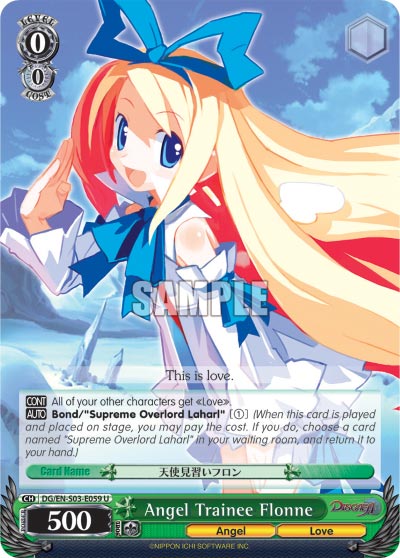 LEVEL
0
0
COST
SAMPLE
This is love.
CONT All of your other characters get «Love».
AUTO Bond/"Supreme Overlord Laharl" [①] (When this card is played
and placed on stage, you may pay the cost. If you do, choose a card
named "Supreme Overlord Laharl" in your waiting room, and return it to
your hand.)
Card Name 天使見習いフロン
CH DG/EN-S03-E059 U
POWER 500
Angel Trainee Flonne
DISGAEA
Angel Love
©NIPPON ICHI SOFTWARE INC.